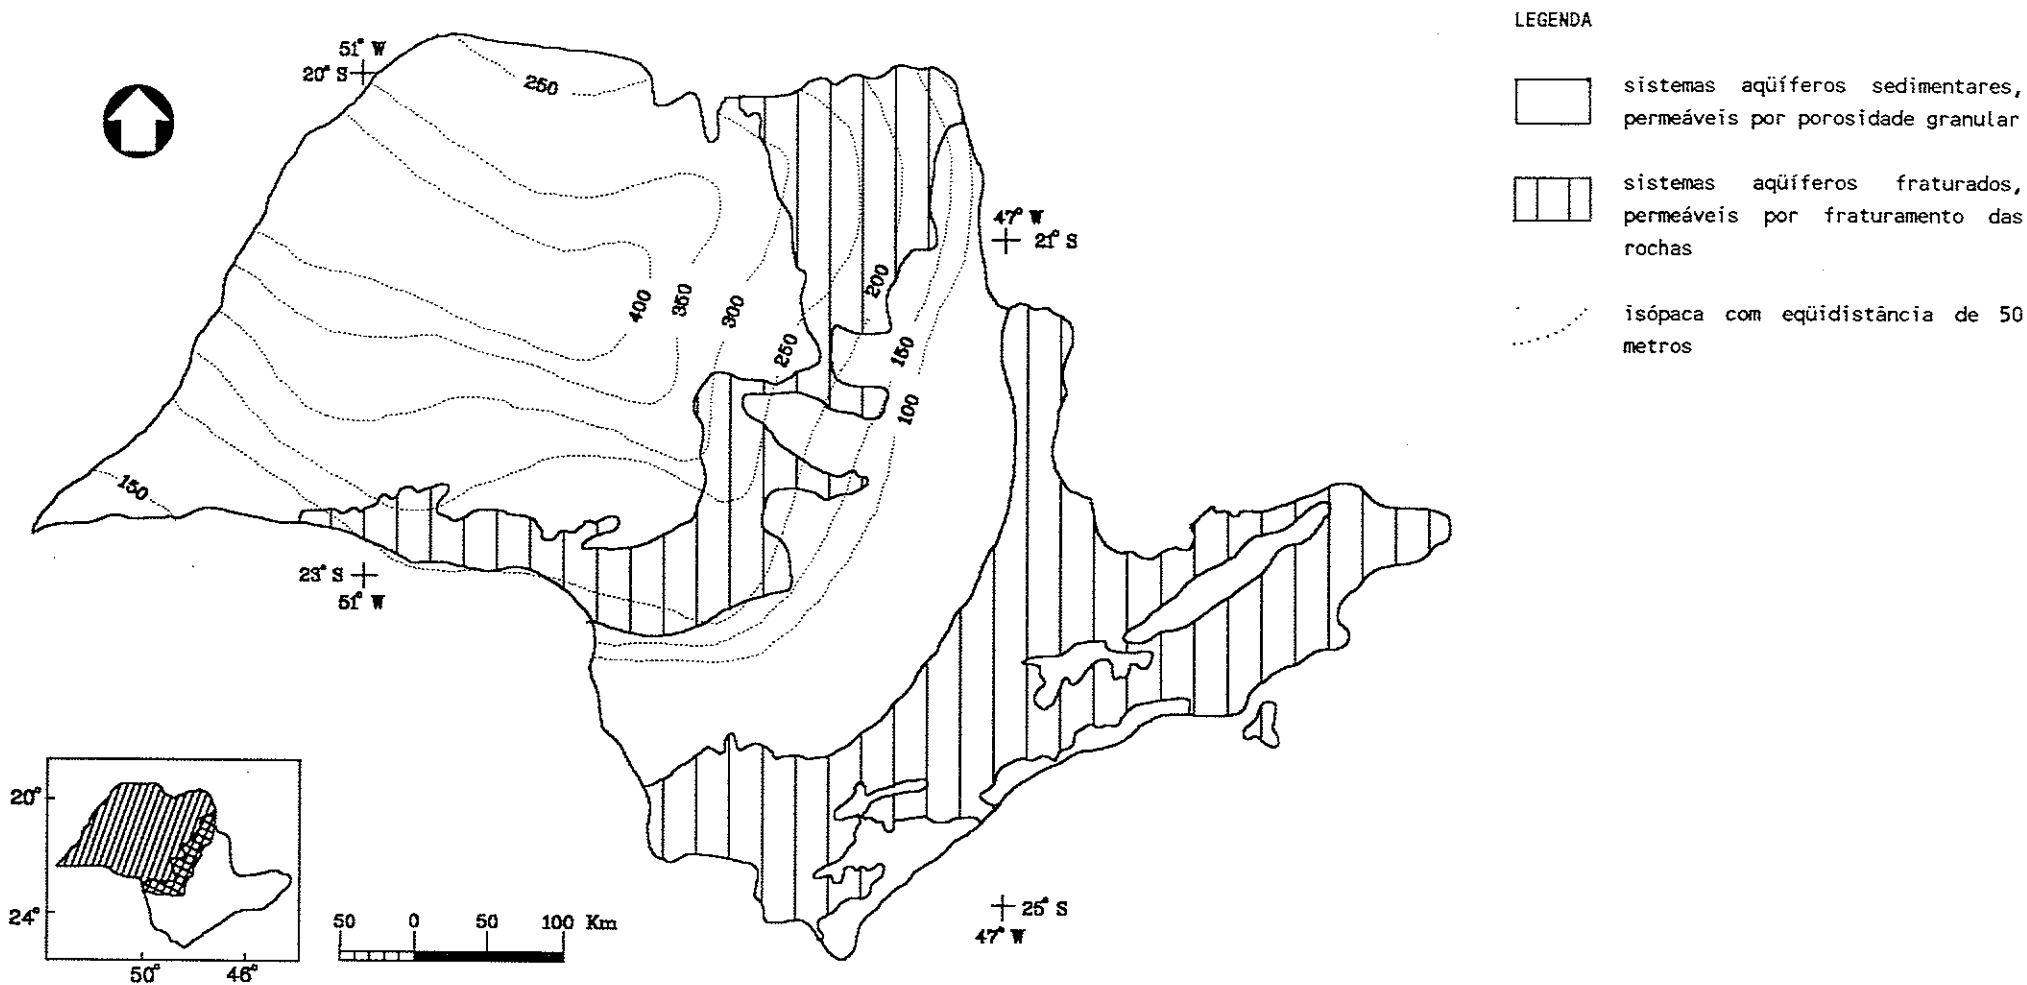 LEGENDA
sistemas aqüíferos sedimentares,
permeáveis por porosidade granular
sistemas aqüíferos fraturados,
permeáveis por fraturamento das
rochas
isópaca com eqüidistância de 50
metros
51° W
20° S
250
47° W
21° S
200
400
350
300
250
150
100
150
23° S
51° W
20°
24°
50°
46°
50 0 50 100 Km
25° S
47° W